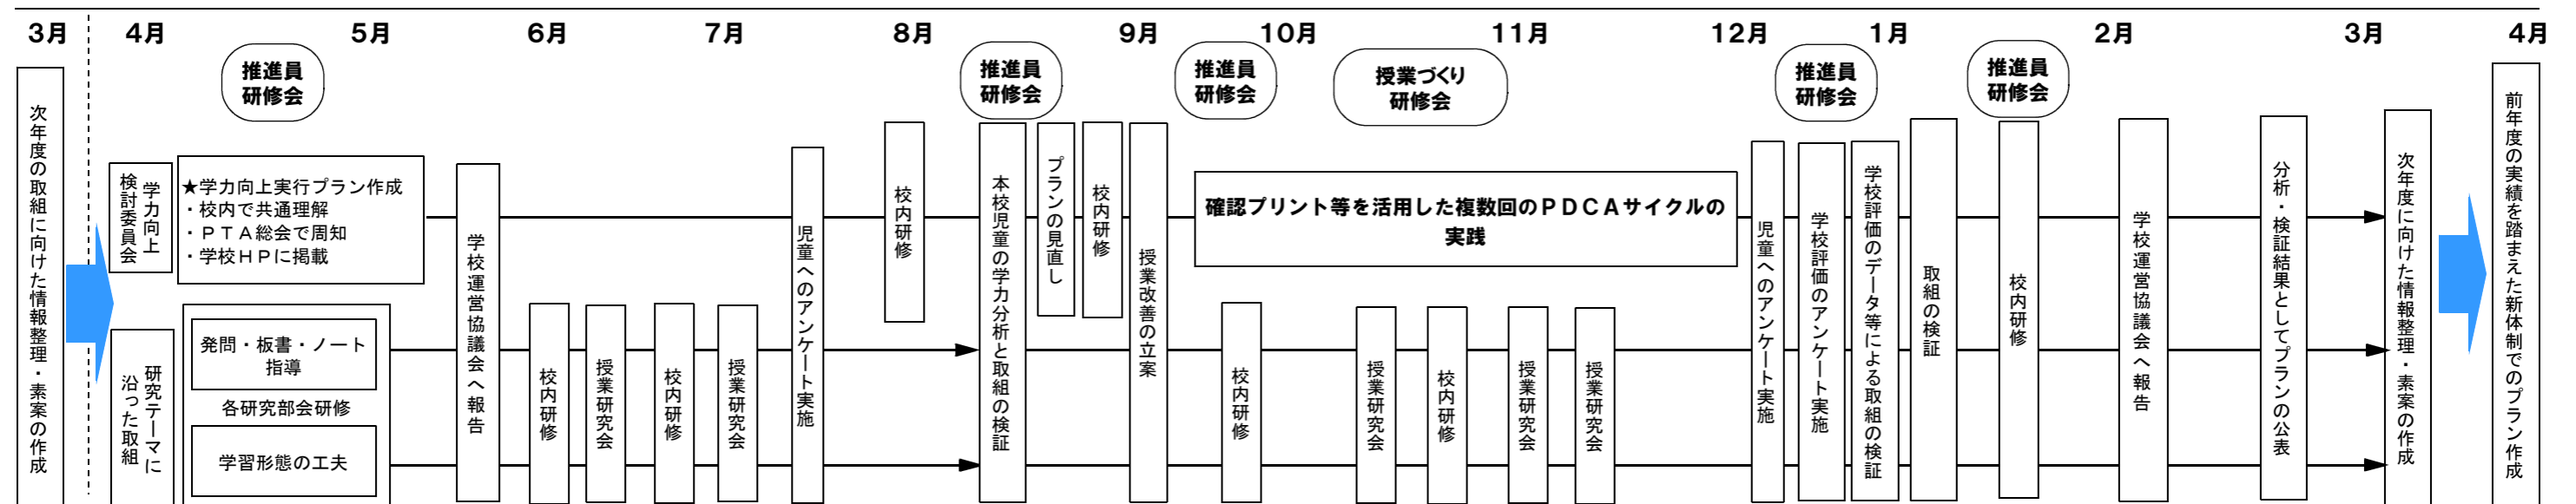 3月
4月
5月
6月
7月
8月
9月
10月
11月
12月
1月
2月
3月
4月
推進員
研修会
推進員
研修会
推進員
研修会
授業づくり
研修会
推進員
研修会
推進員
研修会
次年度の取組に向けた情報整理・素案の作成
学力向上
検討委員会
★学力向上実行プラン作成
・校内で共通理解
・ＰＴＡ総会で周知
・学校ＨＰに掲載
研究テーマに
沿った取組
発問・板書・ノート
指導
各研究部会研修
学習形態の工夫
学校運営協議会へ報告
校内研修
授業研究会
校内研修
授業研究会
児童へのアンケート実施
校内研修
本校児童の学力分析と取組の検証
プランの見直し
校内研修
授業改善の立案
確認プリント等を活用した複数回のＰＤＣＡサイクルの
実践
校内研修
授業研究会
校内研修
授業研究会
授業研究会
児童へのアンケート実施
学校評価のアンケート実施
学校評価のデータ等による取組の検証
取組の検証
校内研修
学校運営協議会へ報告
分析・検証結果としてプランの公表
次年度に向けた情報整理・素案の作成
前年度の実績を踏まえた新体制でのプラン作成